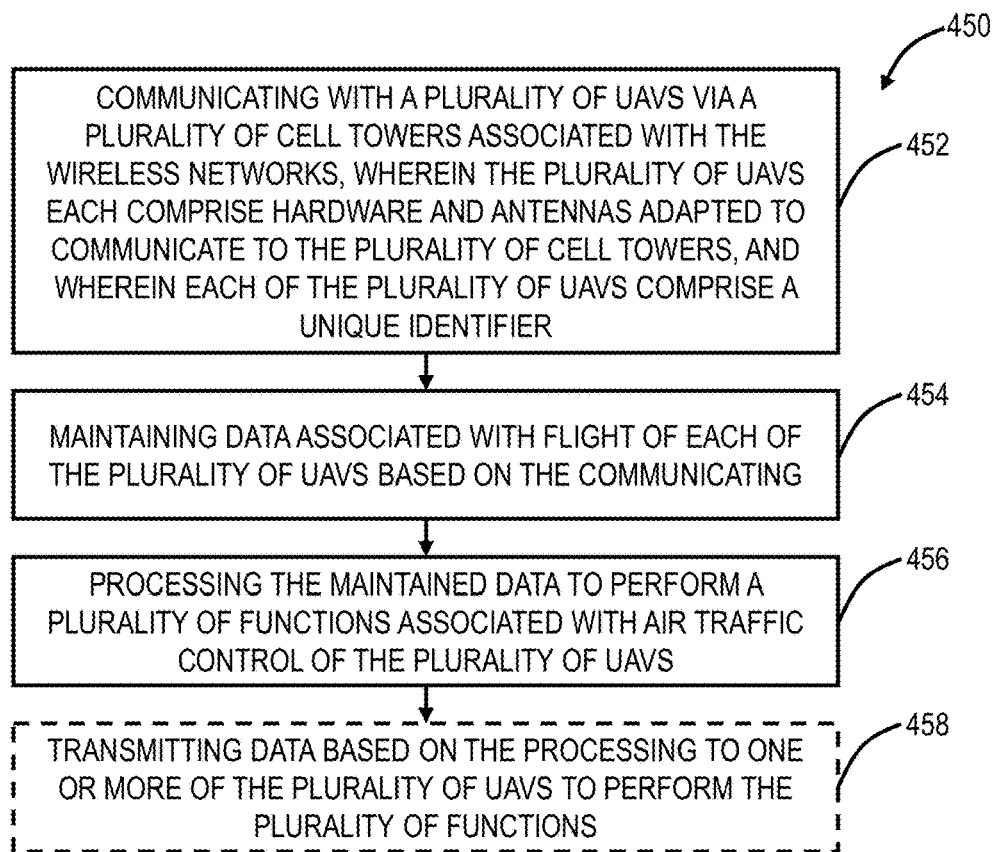 450
COMMUNICATING WITH A PLURALITY OF UAVS VIA A
PLURALITY OF CELL TOWERS ASSOCIATED WITH THE
WIRELESS NETWORKS, WHEREIN THE PLURALITY OF UAVS
EACH COMPRISE HARDWARE AND ANTENNAS ADAPTED TO
COMMUNICATE TO THE PLURALITY OF CELL TOWERS, AND
WHEREIN EACH OF THE PLURALITY OF UAVS COMPRISE A
UNIQUE IDENTIFIER
452
MAINTAINING DATA ASSOCIATED WITH FLIGHT OF EACH OF
THE PLURALITY OF UAVS BASED ON THE COMMUNICATING
454
PROCESSING THE MAINTAINED DATA TO PERFORM A
PLURALITY OF FUNCTIONS ASSOCIATED WITH AIR TRAFFIC
CONTROL OF THE PLURALITY OF UAVS
456
TRANSMITTING DATA BASED ON THE PROCESSING TO ONE
OR MORE OF THE PLURALITY OF UAVS TO PERFORM THE
PLURALITY OF FUNCTIONS
458